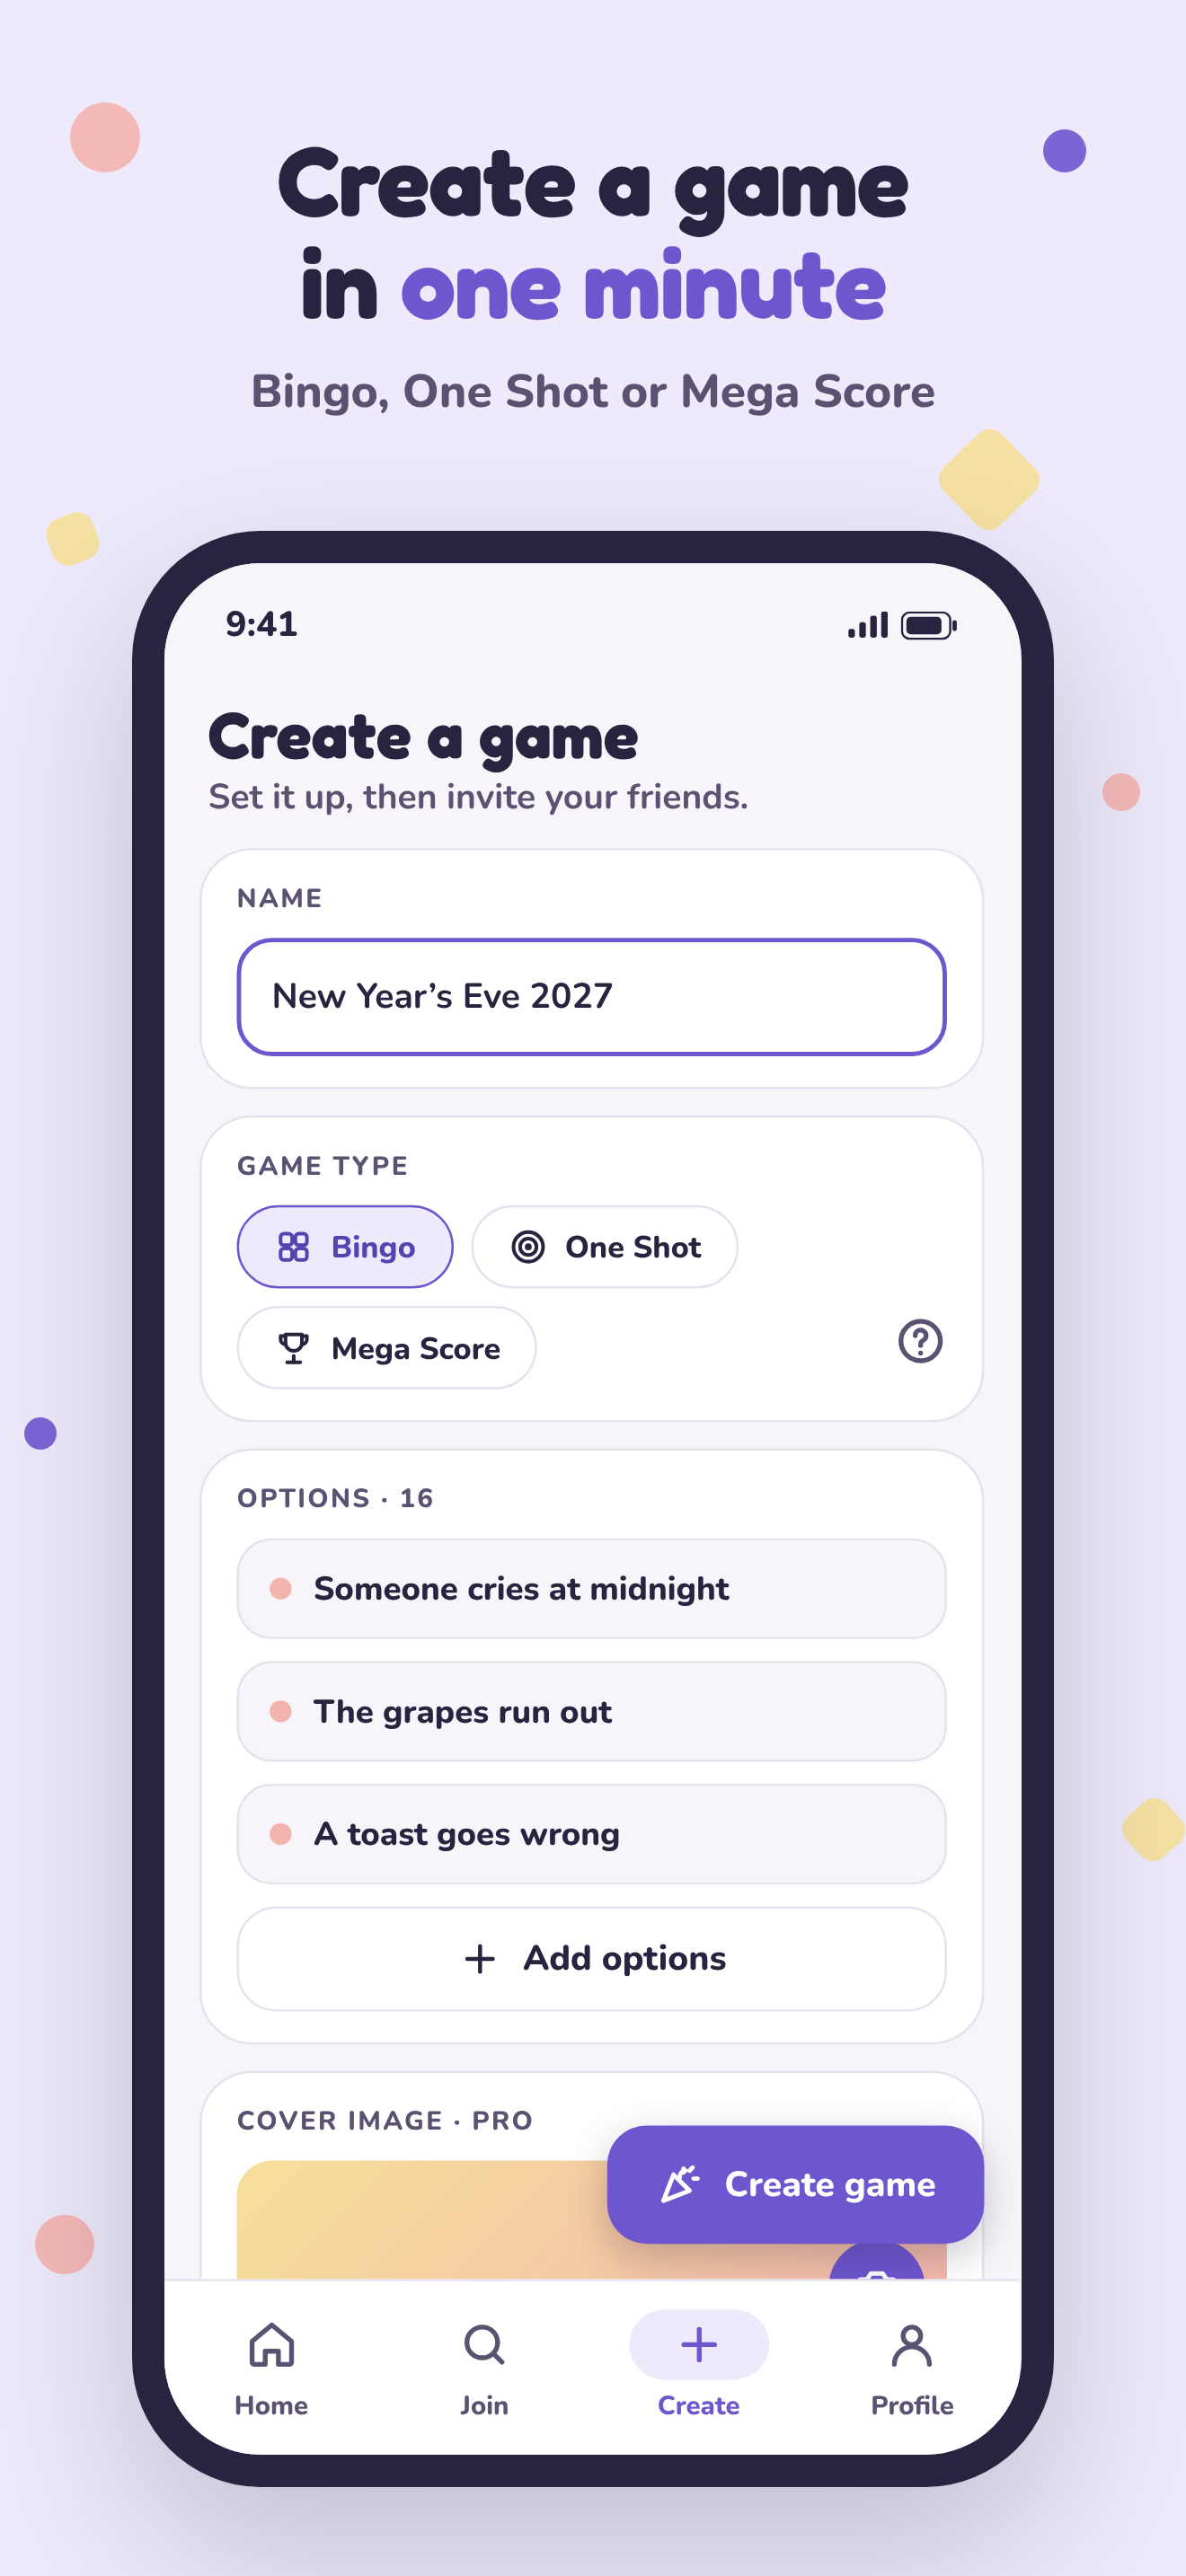 Create a game
in one minute
Bingo, One Shot or Mega Score
9:41
Create a game
Set it up, then invite your friends.
NAME
New Year’s Eve 2027
GAME TYPE
Bingo
One Shot
Mega Score
OPTIONS · 16
Someone cries at midnight
The grapes run out
A toast goes wrong
Add options
COVER IMAGE · PRO
Create game
Home
Join
Create
Profile